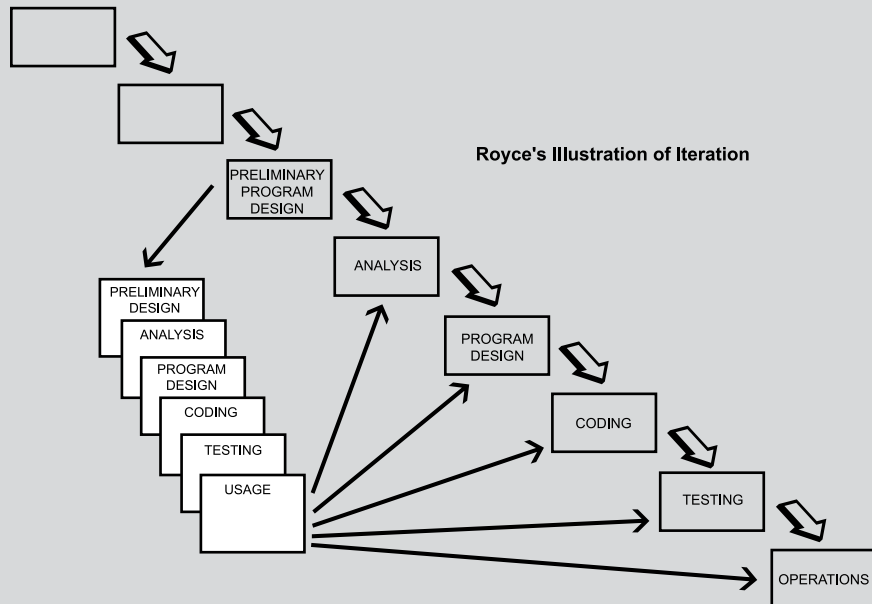 Royce's Illustration of Iteration
PRELIMINARY
PROGRAM
DESIGN
ANALYSIS
PROGRAM
DESIGN
CODING
TESTING
OPERATIONS
PRELIMINARY
DESIGN
ANALYSIS
PROGRAM
DESIGN
CODING
TESTING
USAGE